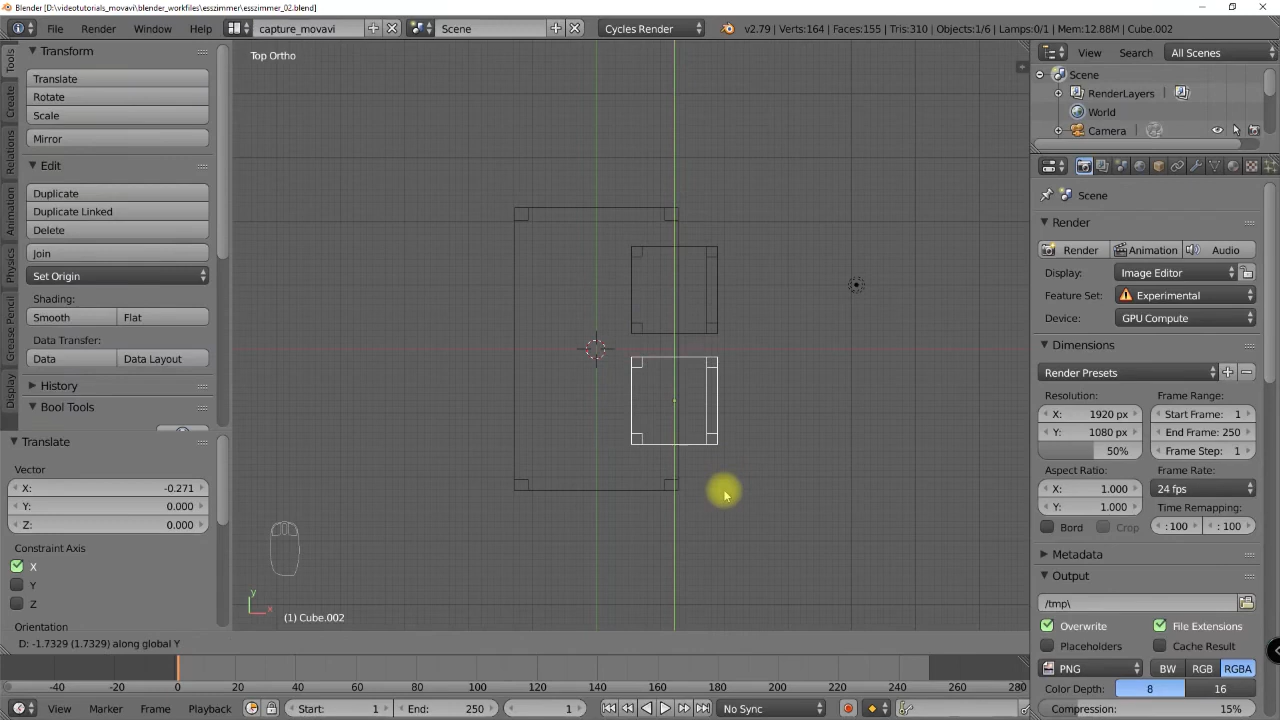 Blender [D:\videotutorials_movavi\blender_workfiles\esszimmer\esszimmer_02.blend]
File Render Window Help capture_movavi Scene Cycles Render v2.79 | Verts:164 | Faces:155 | Tris:310 | Objects:1/6 | Lamps:0/1 | Mem:12.88M | Cube.002
Tools
Create
Relations
Animation
Physics
Grease Pencil
Display
Transform
Translate
Rotate
Scale
Mirror
Edit
Duplicate
Duplicate Linked
Delete
Join
Set Origin
Shading:
Smooth Flat
Data Transfer:
Data Data Layout
History
Bool Tools
Translate
Vector
X: -0.271
Y: 0.000
Z: 0.000
Constraint Axis
X
Y
Z
Orientation
Top Ortho
y
x
(1) Cube.002
D: -1.7329 (1.7329) along global Y
View Search All Scenes
Scene
RenderLayers
World
Camera
Scene
Render
Render Animation Audio
Display: Image Editor
Feature Set: Experimental
Device: GPU Compute
Dimensions
Render Presets
Resolution: Frame Range:
X: 1920 px Start Frame: 1
Y: 1080 px End Frame: 250
50% Frame Step: 1
Aspect Ratio: Frame Rate:
X: 1.000 24 fps
Y: 1.000 Time Remapping:
Bord Crop : 100 : 100
Metadata
Output
/tmp\
Overwrite File Extensions
Placeholders Cache Result
PNG BW RGB RGBA
Color Depth: 8 16
Compression: 15%
-40 -20 0 20 40 60 80 100 120 140 160 180 200 220 240 260 280
View Marker Frame Playback Start: 1 End: 250 1 No Sync